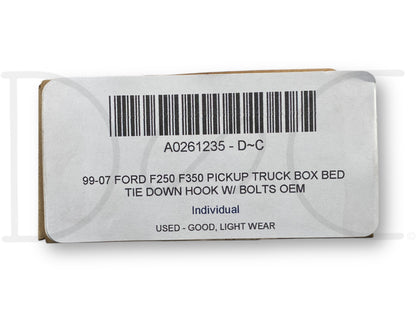 A0261235 - D~C
99-07 FORD F250 F350 PICKUP TRUCK BOX BED
TIE DOWN HOOK W/ BOLTS OEM
Individual
USED - GOOD, LIGHT WEAR